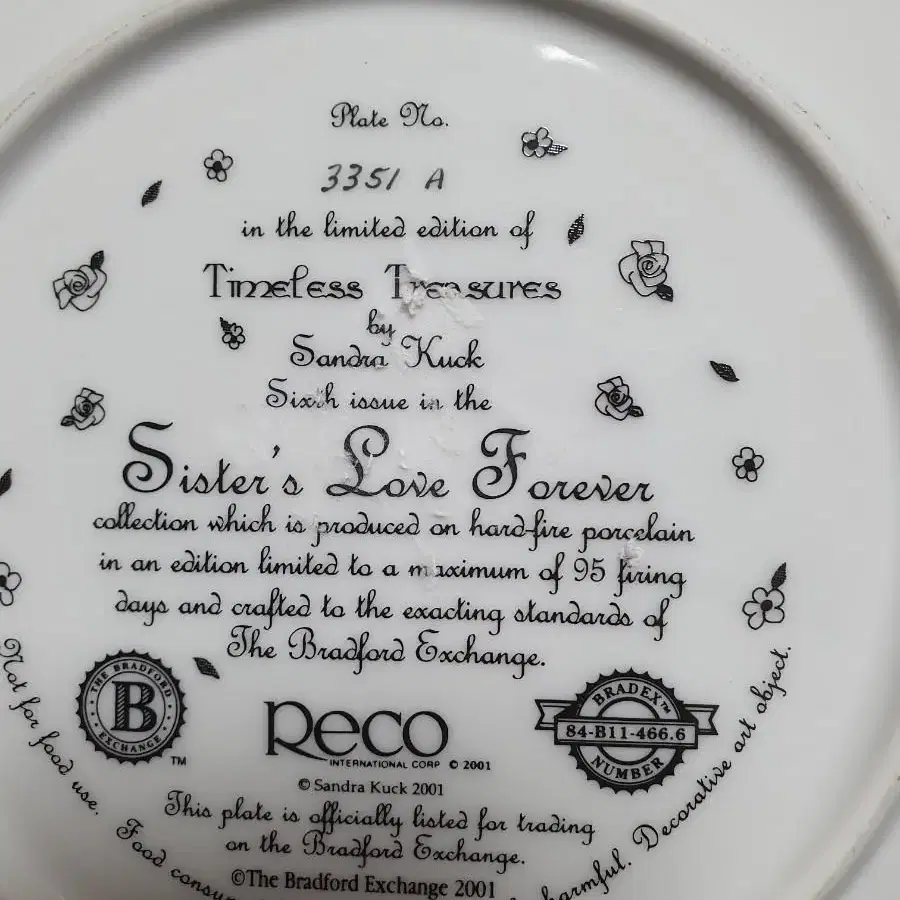 Plate No.
3351 A
in the limited edition of
Timeless Treasures
by
Sandra Kuck
Sixth issue in the
Sister's Love Forever
collection which is produced on hard-fire porcelain
in an edition limited to a maximum of 95 firing
days and crafted to the exacting standards of
The Bradford Exchange.
THE BRADFORD
B
EXCHANGE
TM
Reco
INTERNATIONAL CORP © 2001
BRADEX™
84-B11-466.6
NUMBER
© Sandra Kuck 2001
This plate is officially listed for trading
on the Bradford Exchange.
©The Bradford Exchange 2001
Not for food use. Food harmful. Decorative art object.